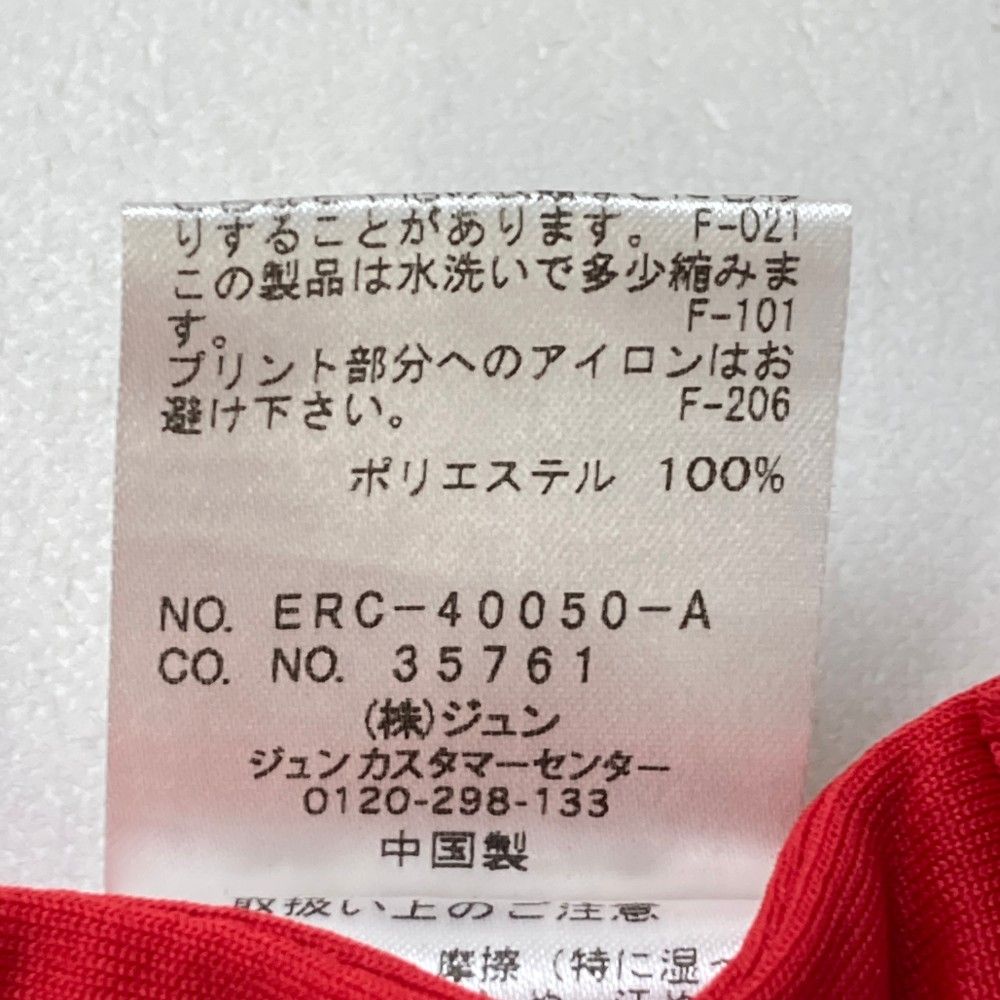 りすることがあります。 F-021
この製品は水洗いで多少縮みま
す。 F-101
プリント部分へのアイロンはお
避け下さい。 F-206
ポリエステル 100%
NO. ERC-40050-A
CO. NO. 35761
(株)ジュン
ジュンカスタマーセンター
0120-298-133
中国製
取扱い上のご注意
摩擦(特に湿っ